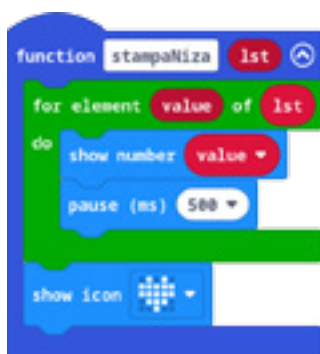 function stampaNiza lst
for element value of lst
do
show number value
pause (ms) 500
show icon